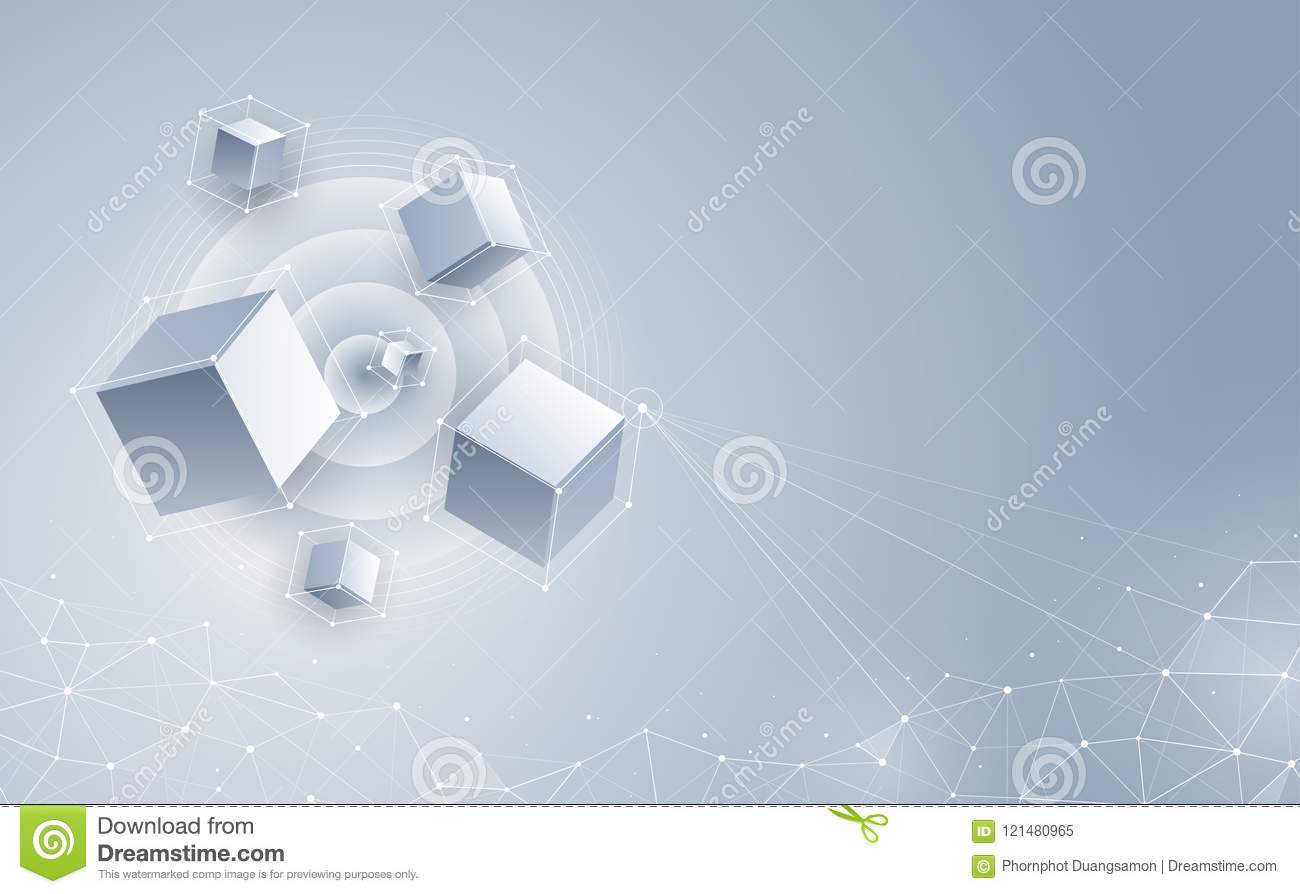 dreamstime
dreamstime
dreamstime
dreamstime
dreamstime
dreamstime
Download from
Dreamstime.com
This watermarked comp image is for previewing purposes only.
ID 121480965
© Phornphot Duangsamon | Dreamstime.com